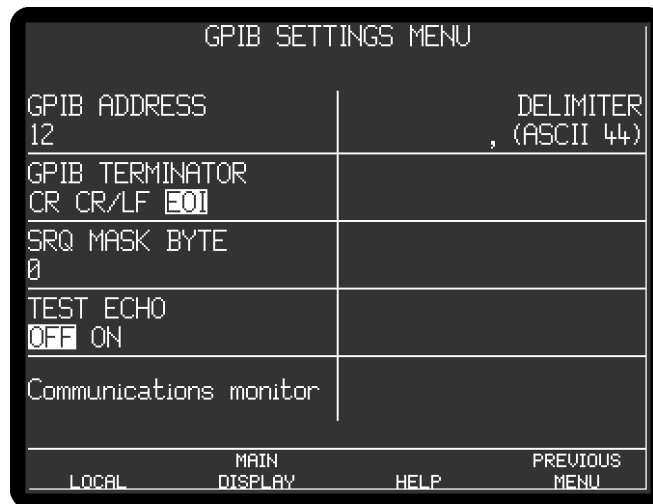 GPIB SETTINGS MENU
GPIB ADDRESS
12
DELIMITER
, (ASCII 44)
GPIB TERMINATOR
CR CR/LF EOI
SRQ MASK BYTE
0
TEST ECHO
OFF ON
Communications monitor
LOCAL
MAIN
DISPLAY
HELP
PREVIOUS
MENU